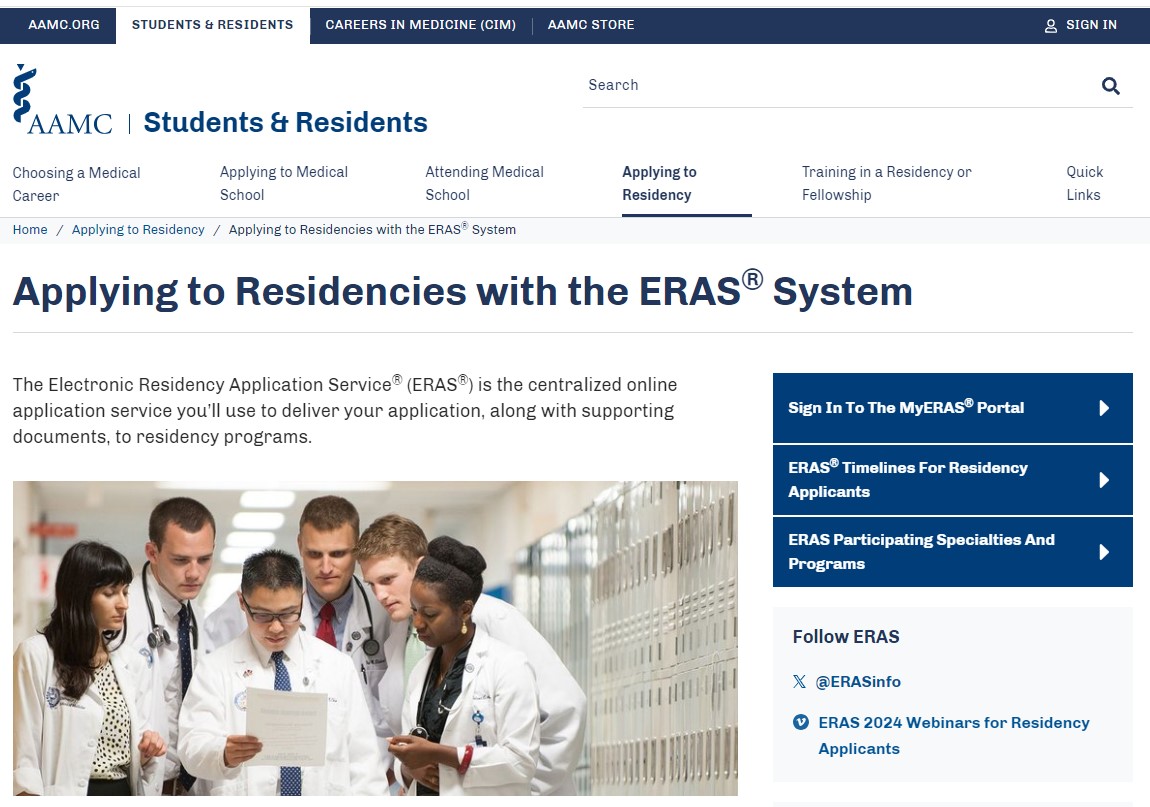 AAMC.ORG
STUDENTS & RESIDENTS
CAREERS IN MEDICINE (CIM)
AAMC STORE
SIGN IN
AAMC | Students & Residents
Search
Choosing a Medical
Career
Applying to Medical
School
Attending Medical
School
Applying to
Residency
Training in a Residency or
Fellowship
Quick
Links
Home / Applying to Residency / Applying to Residencies with the ERAS® System
Applying to Residencies with the ERAS® System
The Electronic Residency Application Service® (ERAS®) is the centralized online
application service you’ll use to deliver your application, along with supporting
documents, to residency programs.
Sign In To The MyERAS® Portal
ERAS® Timelines For Residency
Applicants
ERAS Participating Specialties And
Programs
Follow ERAS
@ERASinfo
ERAS 2024 Webinars for Residency
Applicants